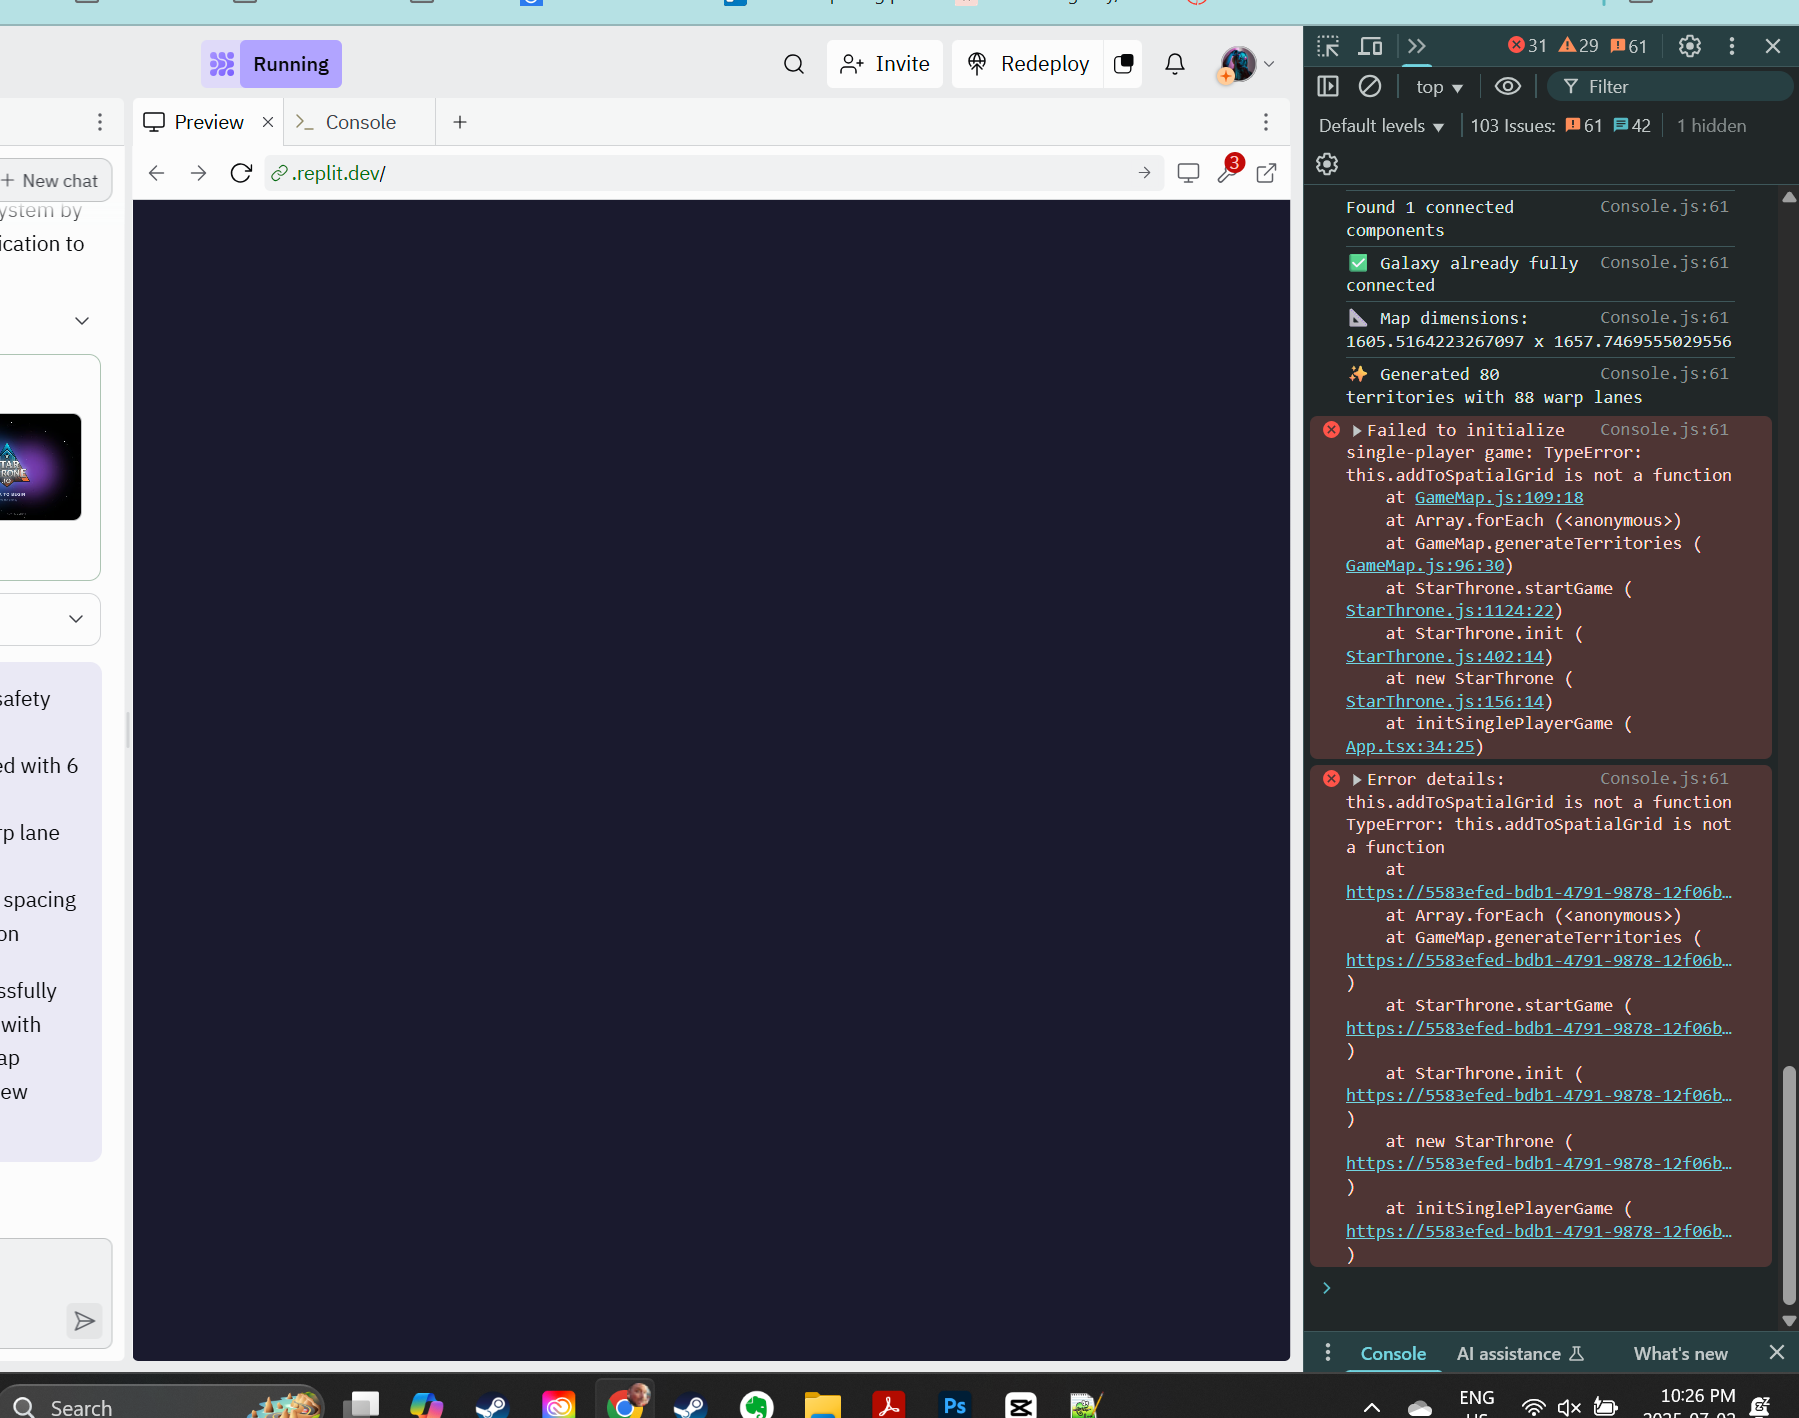 Running
Invite
Redeploy
Preview
Console
.replit.dev/
3
New chat
ystem by
ication to
TAR
RONE
.IO
safety
ed with 6
rp lane
spacing
on
ssfully
with
ap
ew
31 29 61
top
Filter
Default levels
103 Issues: 61 42
1 hidden
Found 1 connected Console.js:61
components
✅ Galaxy already fully Console.js:61
connected
📐 Map dimensions: Console.js:61
1605.5164223267097 x 1657.7469555029556
✨ Generated 80 Console.js:61
territories with 88 warp lanes
Failed to initialize Console.js:61
single-player game: TypeError:
this.addToSpatialGrid is not a function
at GameMap.js:109:18
at Array.forEach (<anonymous>)
at GameMap.generateTerritories (
GameMap.js:96:30)
at StarThrone.startGame (
StarThrone.js:1124:22)
at StarThrone.init (
StarThrone.js:402:14)
at new StarThrone (
StarThrone.js:156:14)
at initSinglePlayerGame (
App.tsx:34:25)
Error details: Console.js:61
this.addToSpatialGrid is not a function
TypeError: this.addToSpatialGrid is not
a function
at
https://5583efed-bdb1-4791-9878-12f06b…
at Array.forEach (<anonymous>)
at GameMap.generateTerritories (
https://5583efed-bdb1-4791-9878-12f06b…
)
at StarThrone.startGame (
https://5583efed-bdb1-4791-9878-12f06b…
)
at StarThrone.init (
https://5583efed-bdb1-4791-9878-12f06b…
)
at new StarThrone (
https://5583efed-bdb1-4791-9878-12f06b…
)
at initSinglePlayerGame (
https://5583efed-bdb1-4791-9878-12f06b…
)
Console
AI assistance
What's new
Search
Ps
ENG
10:26 PM